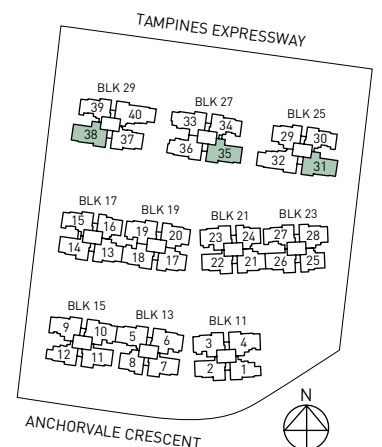 TAMPINES EXPRESSWAY
BLK 29
39 40
38 37
BLK 27
33 34
36 35
BLK 25
29 30
32 31
BLK 17
15 16
14 13
BLK 19
19 20
18 17
BLK 21
23 24
22 21
BLK 23
27 28
26 25
BLK 15
9 10
12 11
BLK 13
5 6
8 7
BLK 11
3 4
2 1
ANCHORVALE CRESCENT
N